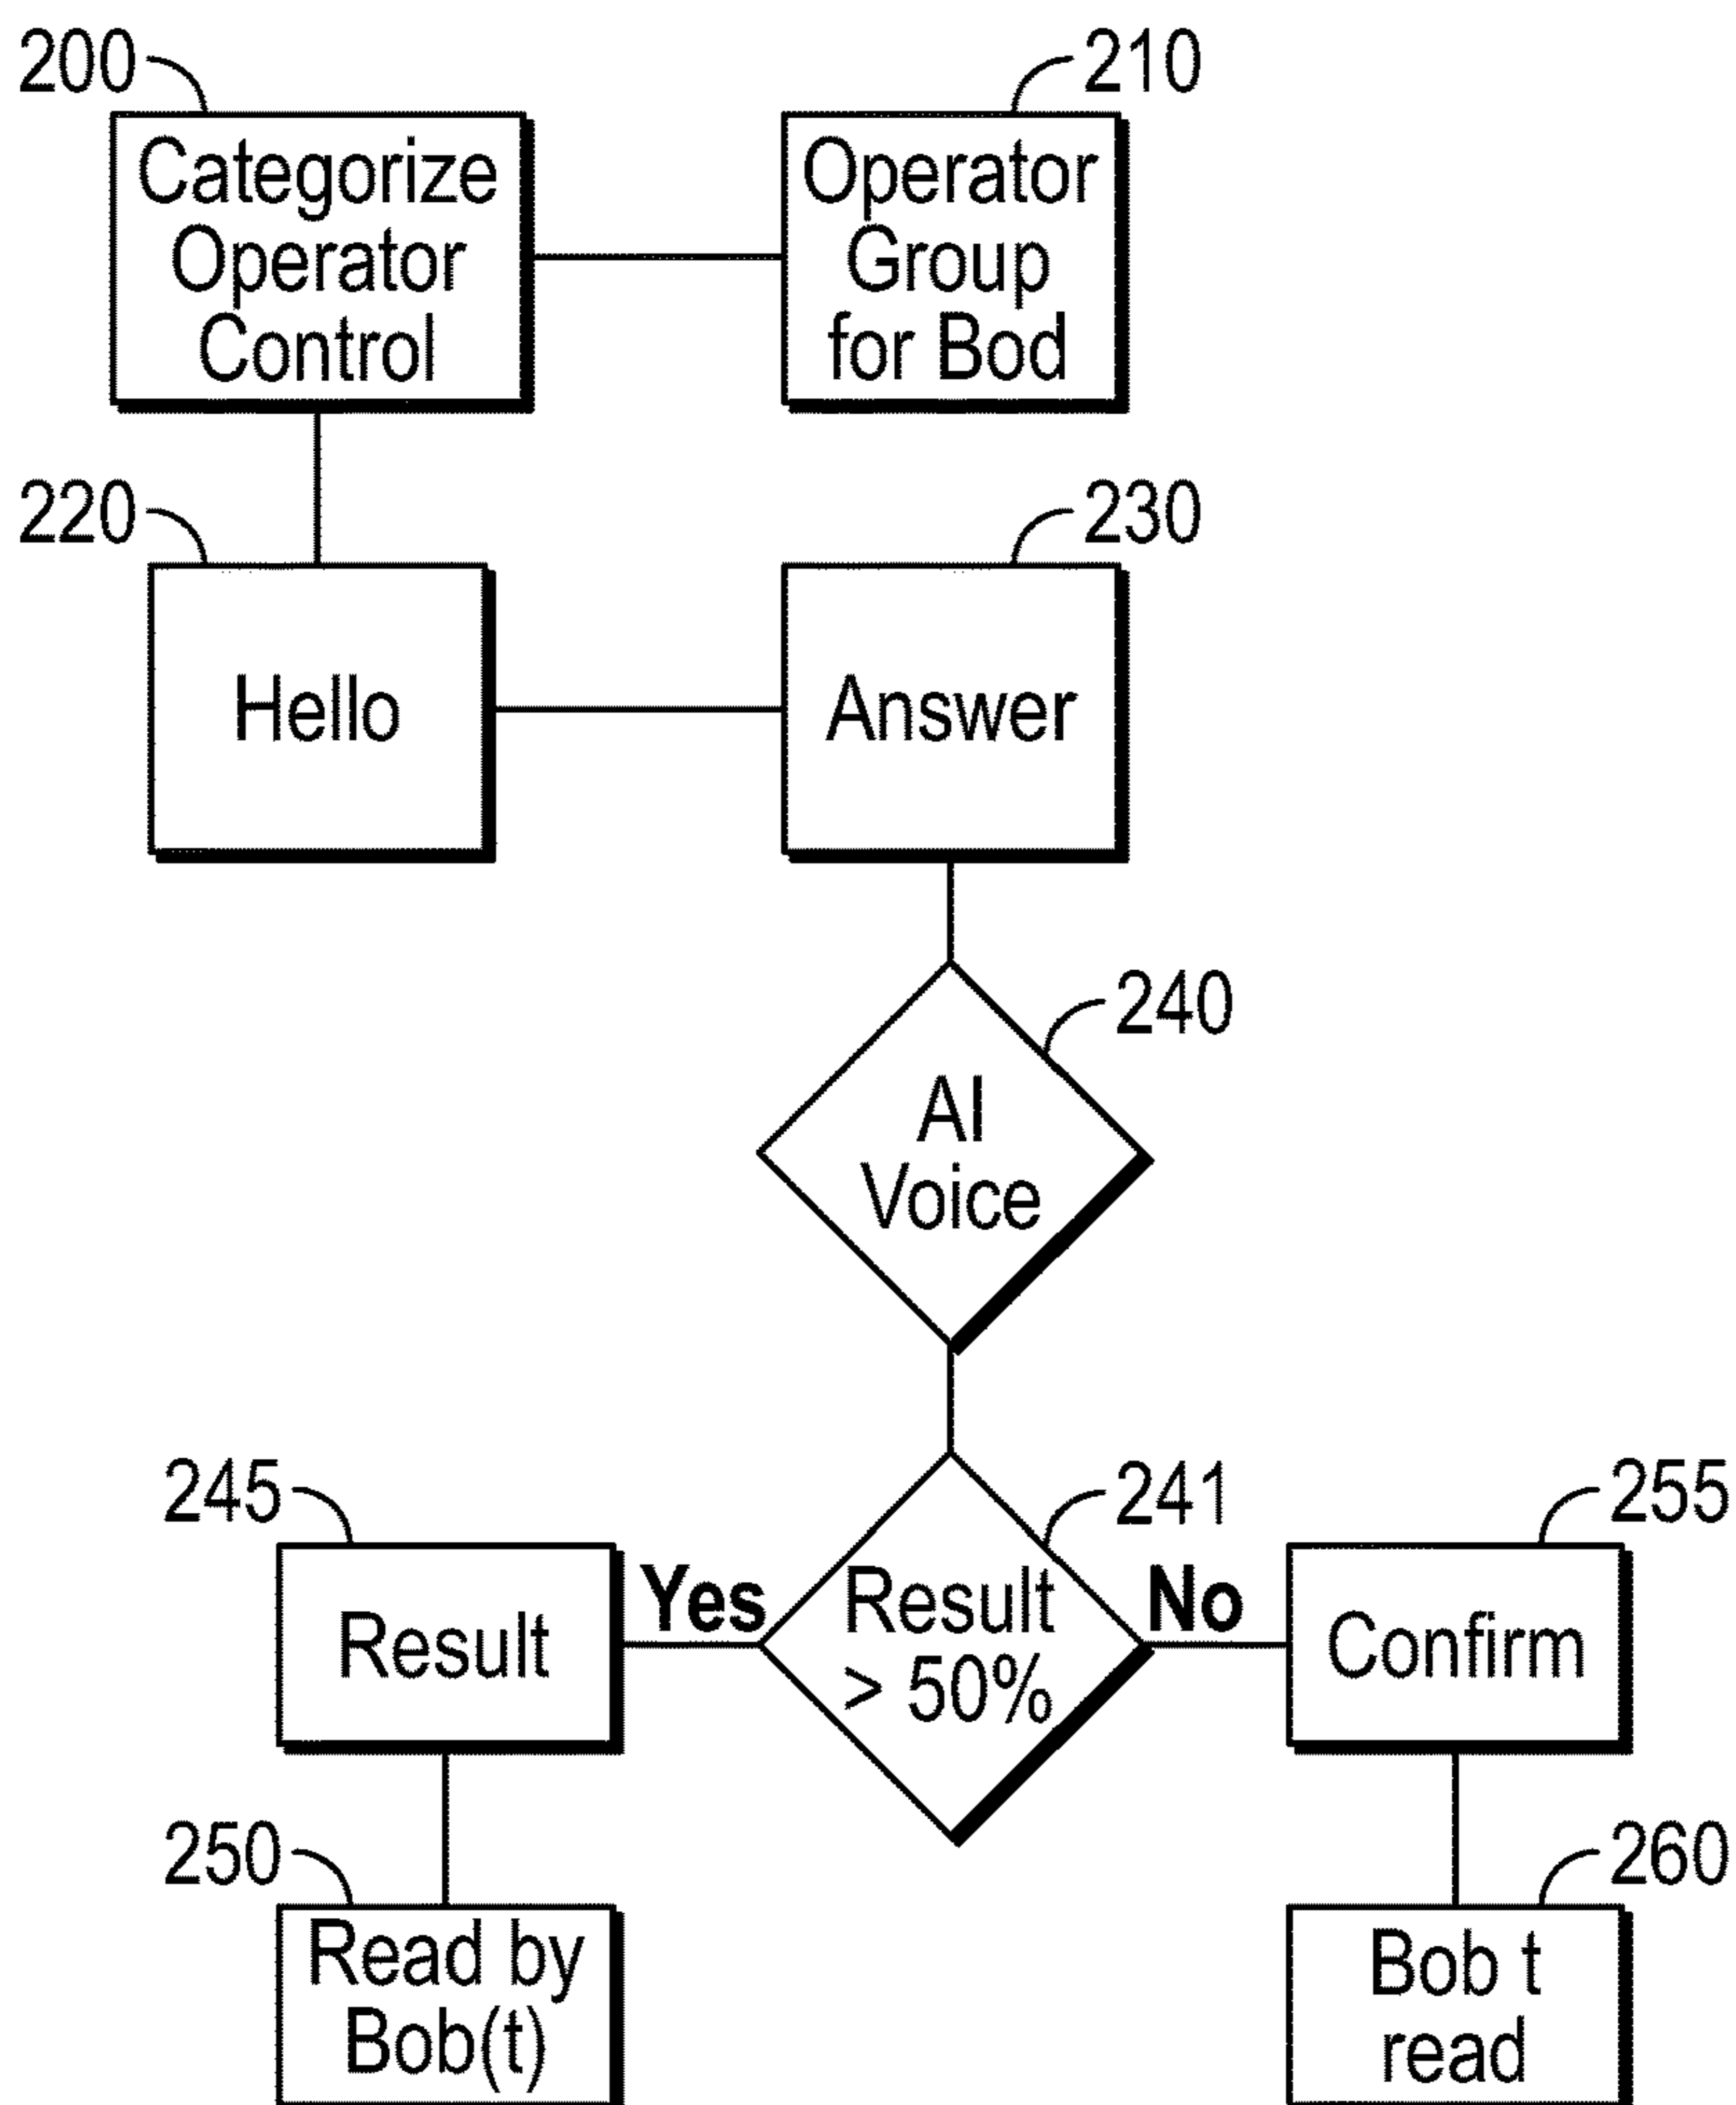 200
210
Categorize
Operator
Control
Operator
Group
for Bod
220
230
Hello
Answer
240
AI
Voice
245
241
255
Result
Yes
Result
> 50%
No
Confirm
250
260
Read by
Bob(t)
Bob t
read